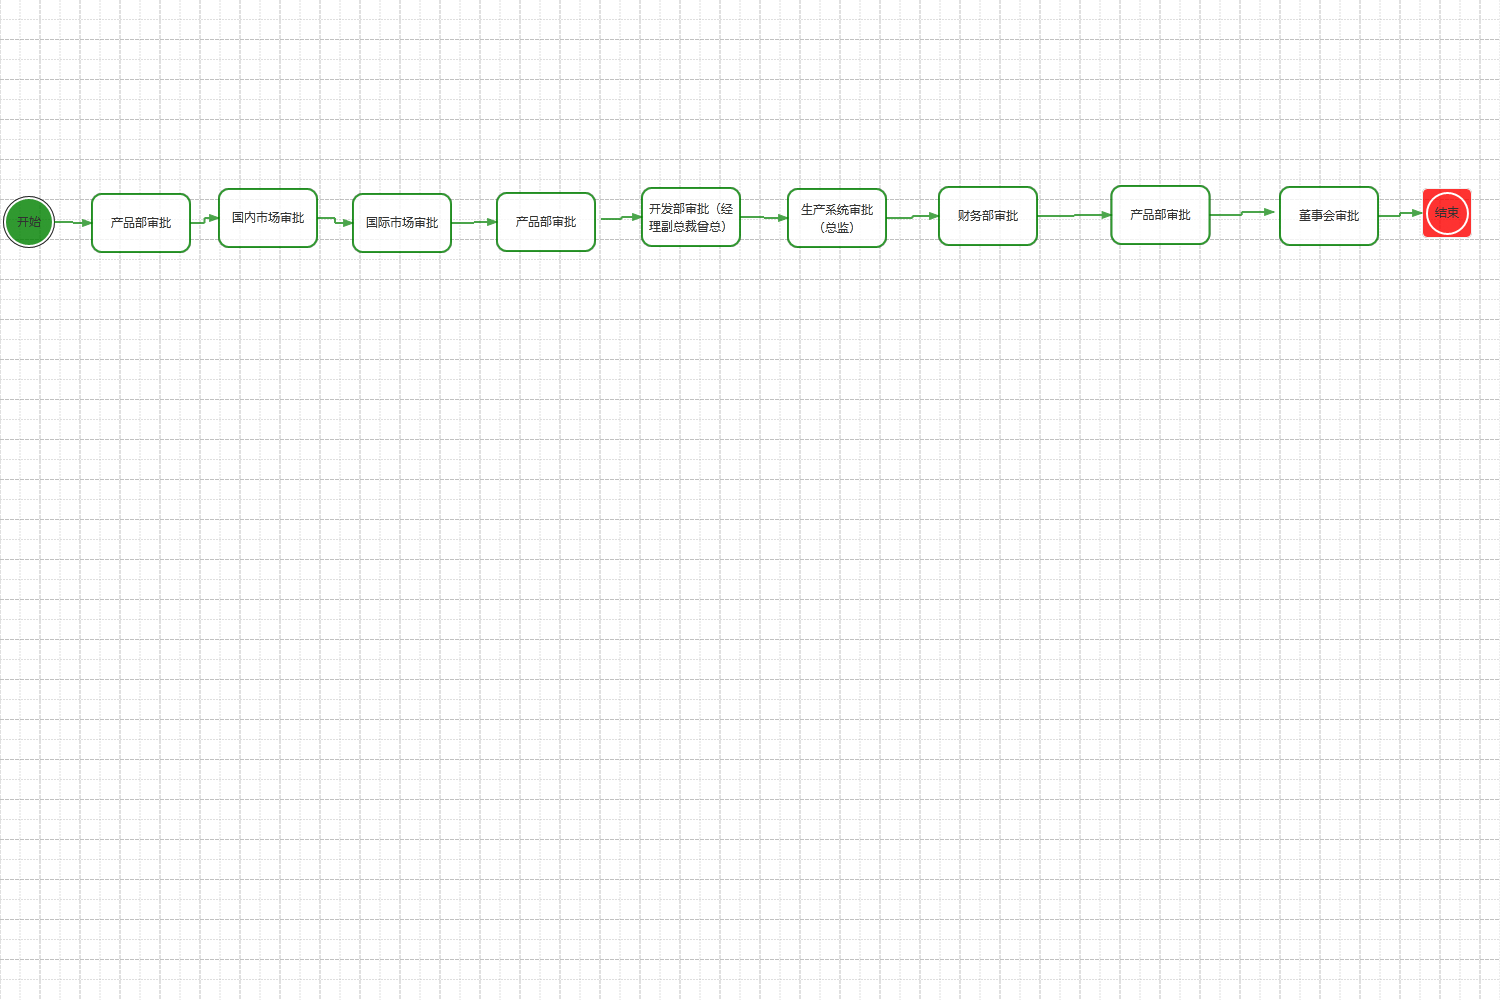 开始
产品部审批
国内市场审批
国际市场审批
产品部审批
开发部审批（经
理副总裁曾总）
生产系统审批
（总监）
财务部审批
产品部审批
董事会审批
结束